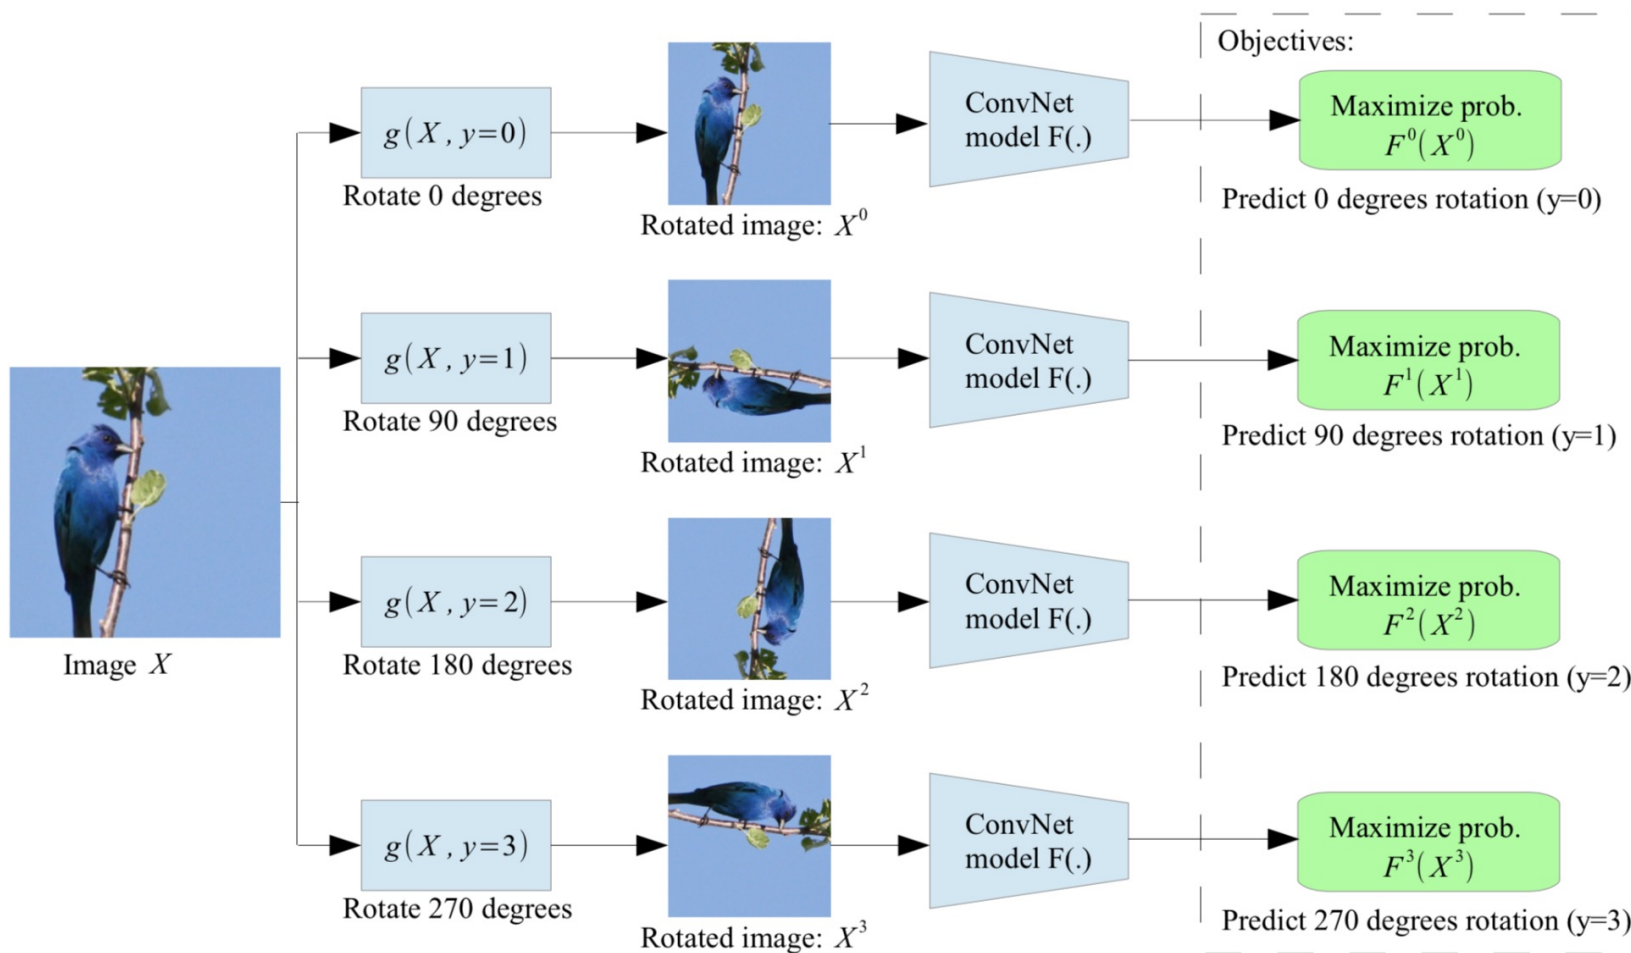 Objectives:
g(X, y=0)
Rotate 0 degrees
Rotated image: X⁰
ConvNet
model F(.)
Maximize prob.
F⁰(X⁰)
Predict 0 degrees rotation (y=0)
g(X, y=1)
Rotate 90 degrees
Rotated image: X¹
ConvNet
model F(.)
Maximize prob.
F¹(X¹)
Predict 90 degrees rotation (y=1)
Image X
g(X, y=2)
Rotate 180 degrees
Rotated image: X²
ConvNet
model F(.)
Maximize prob.
F²(X²)
Predict 180 degrees rotation (y=2)
g(X, y=3)
Rotate 270 degrees
Rotated image: X³
ConvNet
model F(.)
Maximize prob.
F³(X³)
Predict 270 degrees rotation (y=3)